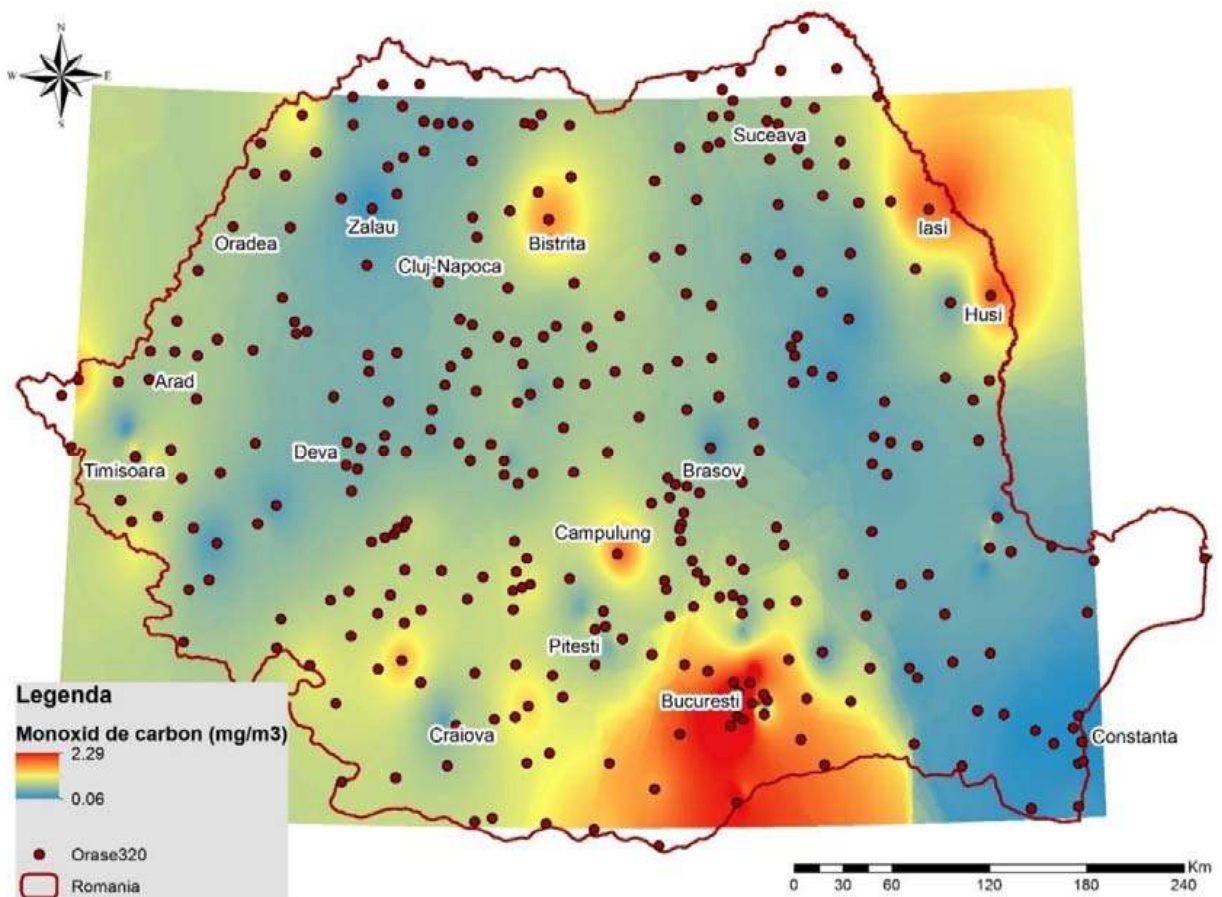 N
W E
S
Suceava
Iasi
Oradea
Zalau
Bistrita
Cluj-Napoca
Husi
Arad
Timisoara
Deva
Brasov
Campulung
Pitesti
Bucuresti
Craiova
Constanta
Legenda
Monoxid de carbon (mg/m3)
2.29
0.06
Orase320
Romania
Km
0 30 60 120 180 240